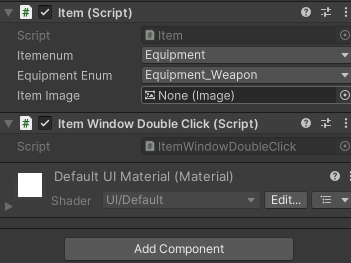 Item (Script)
Script Item
Itemenum Equipment
Equipment Enum Equipment_Weapon
Item Image None (Image)
Item Window Double Click (Script)
Script ItemWindowDoubleClick
Default UI Material (Material)
Shader UI/Default Edit...
Add Component